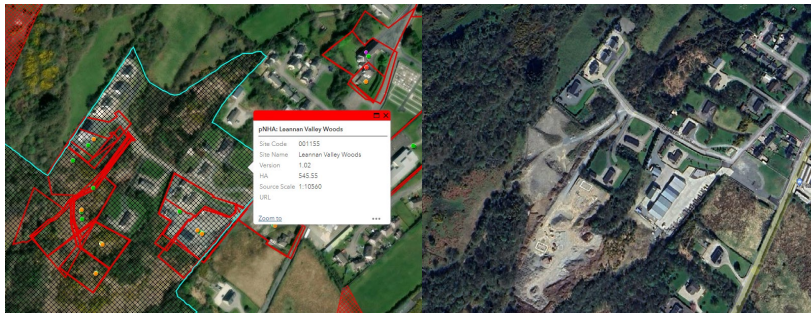 pNHA: Leannan Valley Woods
Site Code 001155
Site Name Leannan Valley Woods
Version 1.02
HA 545.55
Source Scale 1:10560
URL
Zoom to